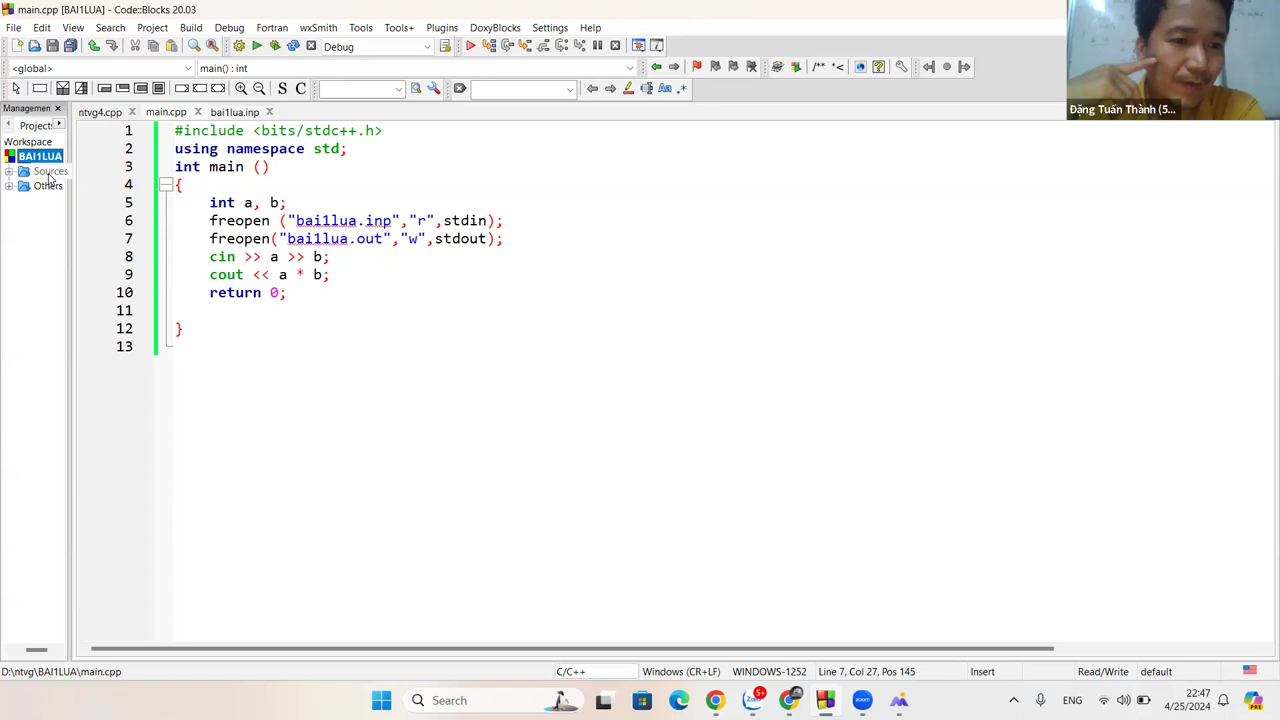 main.cpp [BAI1LUA] - Code::Blocks 20.03
File Edit View Search Project Build Debug Fortran wxSmith Tools Tools+ Plugins DoxyBlocks Settings Help
Debug
<global> main() : int
/** *<
S C Aa .*
Managemen ntvg4.cpp main.cpp bai1lua.inp
Project
Workspace
BAI1LUA
Sources
Others
1 #include <bits/stdc++.h>
2 using namespace std;
3 int main ()
4 {
5 int a, b;
6 freopen ("bai1lua.inp","r",stdin);
7 freopen("bai1lua.out","w",stdout);
8 cin >> a >> b;
9 cout << a * b;
10 return 0;
11
12 }
13
Đặng Tuấn Thành (5...
D:\ntvg\BAI1LUA\main.cpp C/C++ Windows (CR+LF) WINDOWS-1252 Line 7, Col 27, Pos 145 Insert Read/Write default
Search 5+ zoom ENG 22:47
4/25/2024
PRE